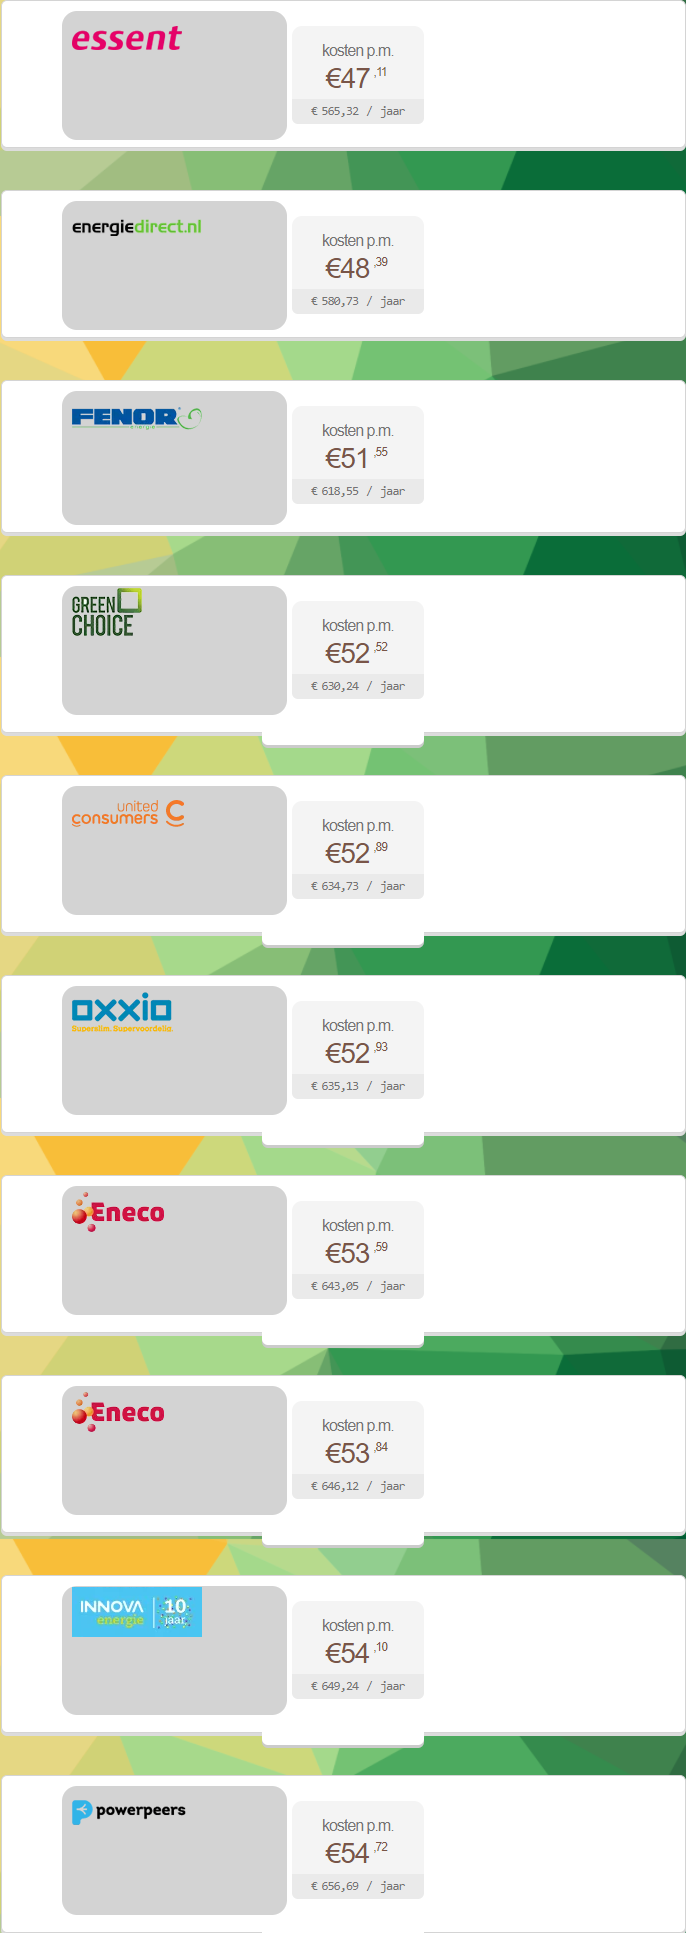 essent
kosten p.m.
€47,11
€ 565,32 / jaar
energiedirect.nl
kosten p.m.
€48,39
€ 580,73 / jaar
FENOR
energie
kosten p.m.
€51,55
€ 618,55 / jaar
GREEN
CHOICE
kosten p.m.
€52,52
€ 630,24 / jaar
united
consumers
kosten p.m.
€52,89
€ 634,73 / jaar
oxxio
Superslim. Supervoordelig.
kosten p.m.
€52,93
€ 635,13 / jaar
Eneco
kosten p.m.
€53,59
€ 643,05 / jaar
Eneco
kosten p.m.
€53,84
€ 646,12 / jaar
INNOVA 10
energie jaar
kosten p.m.
€54,10
€ 649,24 / jaar
powerpeers
kosten p.m.
€54,72
€ 656,69 / jaar